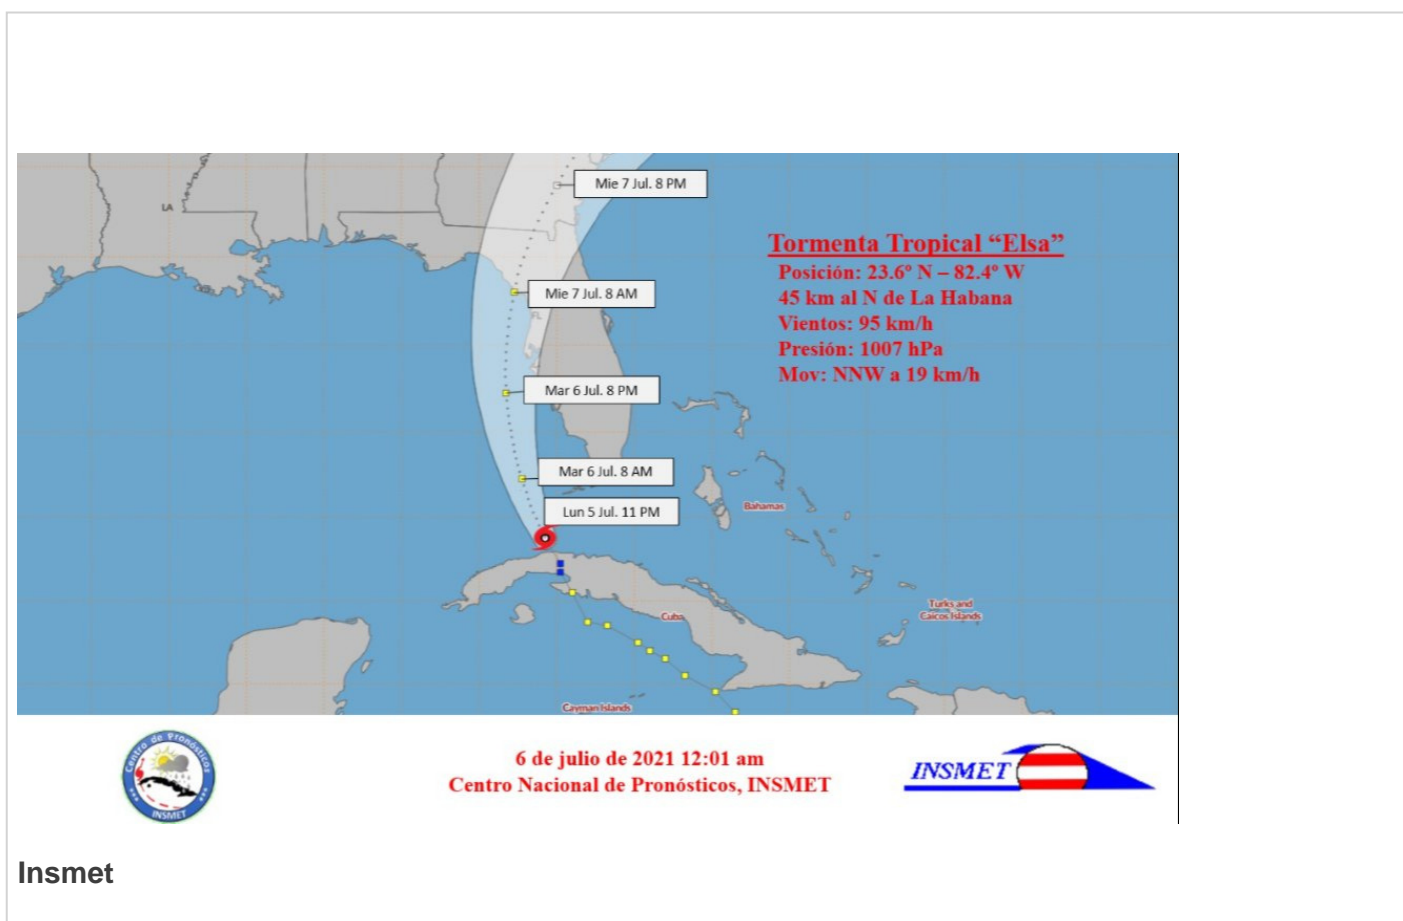 Mie 7 Jul. 8 PM
LA
Tormenta Tropical “Elsa”
Posición: 23.6º N – 82.4º W
45 km al N de La Habana
Vientos: 95 km/h
Presión: 1007 hPa
Mov: NNW a 19 km/h
Mie 7 Jul. 8 AM
FL
Mar 6 Jul. 8 PM
Mar 6 Jul. 8 AM
Lun 5 Jul. 11 PM
Bahamas
Turks and
Caicos Islands
Cuba
Cayman Islands
Centro de Pronósticos
INSMET
6 de julio de 2021 12:01 am
Centro Nacional de Pronósticos, INSMET
INSMET
Insmet